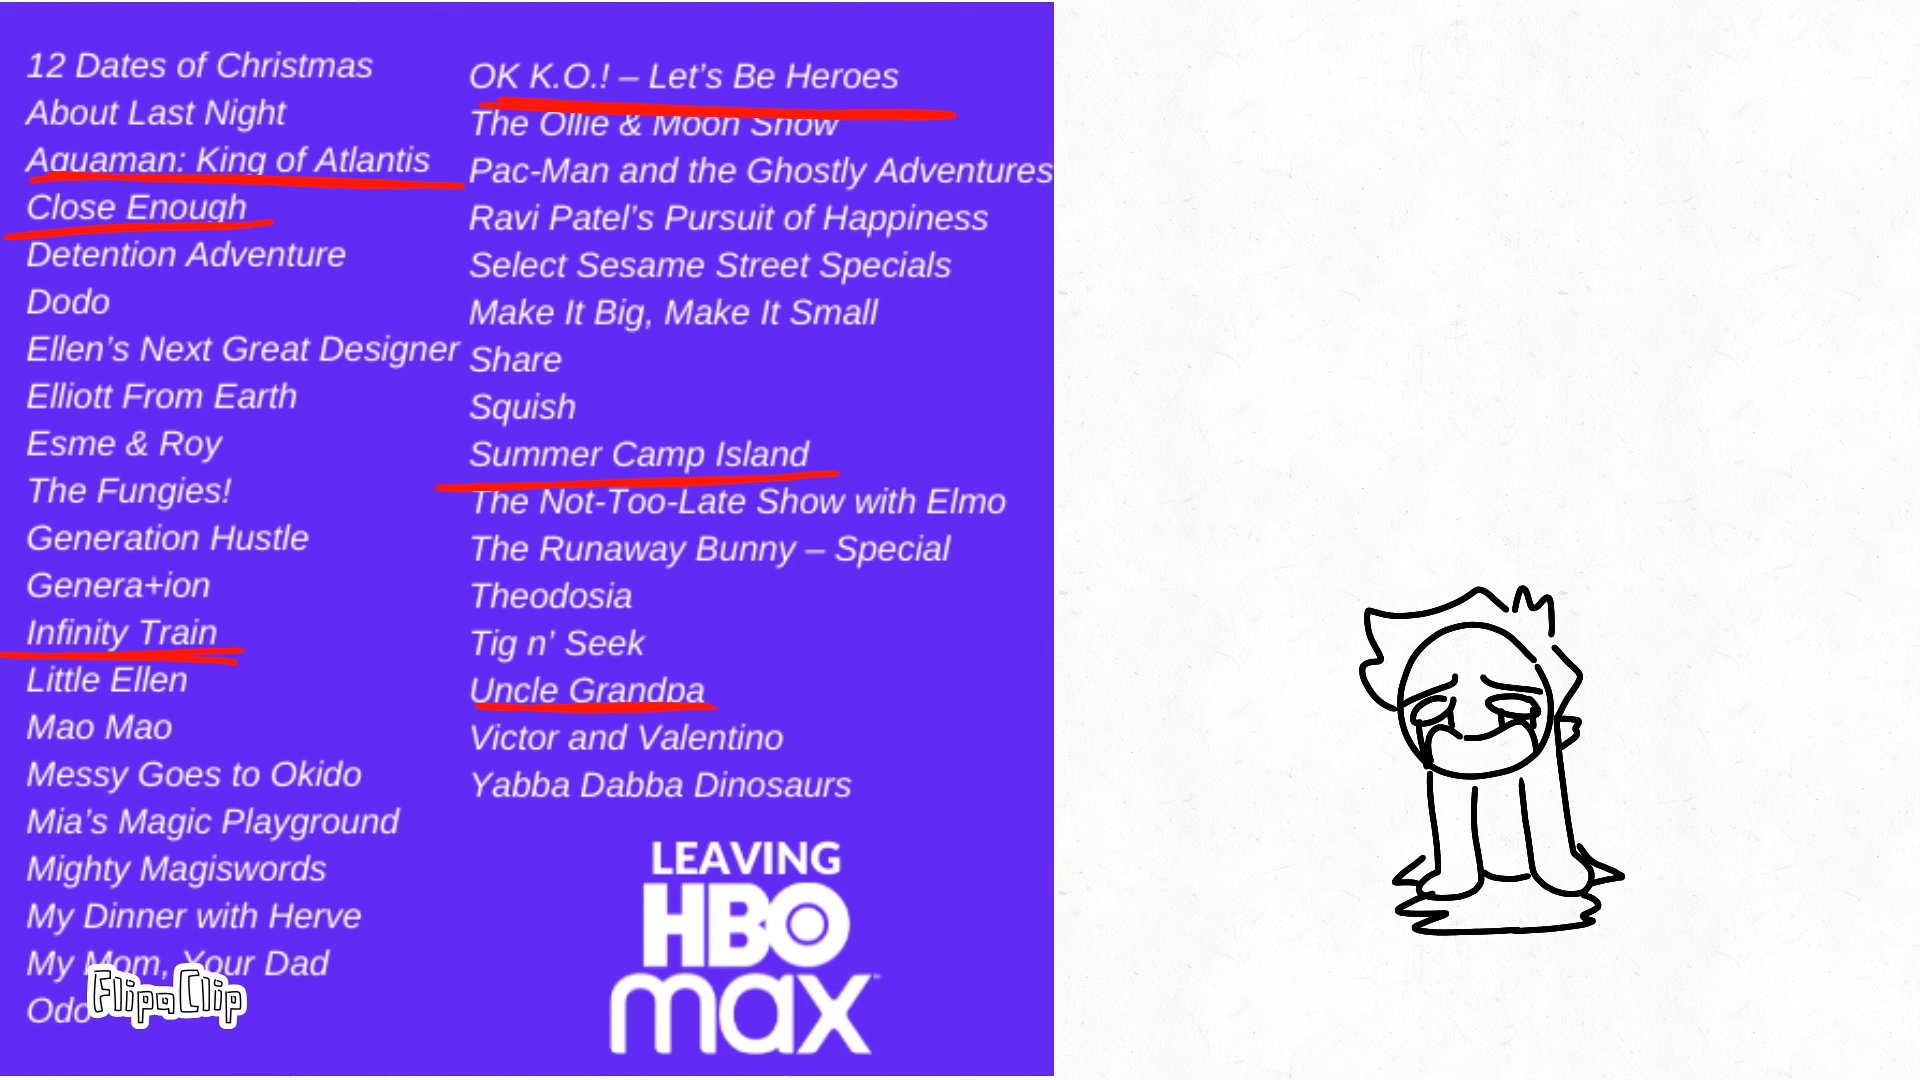 12 Dates of Christmas
About Last Night
Aquaman: King of Atlantis
Close Enough
Detention Adventure
Dodo
Ellen's Next Great Designer
Elliott From Earth
Esme & Roy
The Fungies!
Generation Hustle
Genera+ion
Infinity Train
Little Ellen
Mao Mao
Messy Goes to Okido
Mia's Magic Playground
Mighty Magiswords
My Dinner with Herve
My Mom, Your Dad
Odo
FlipaClip
OK K.O.! – Let's Be Heroes
The Ollie & Moon Show
Pac-Man and the Ghostly Adventures
Ravi Patel's Pursuit of Happiness
Select Sesame Street Specials
Make It Big, Make It Small
Share
Squish
Summer Camp Island
The Not-Too-Late Show with Elmo
The Runaway Bunny – Special
Theodosia
Tig n' Seek
Uncle Grandpa
Victor and Valentino
Yabba Dabba Dinosaurs
LEAVING
HBO
max